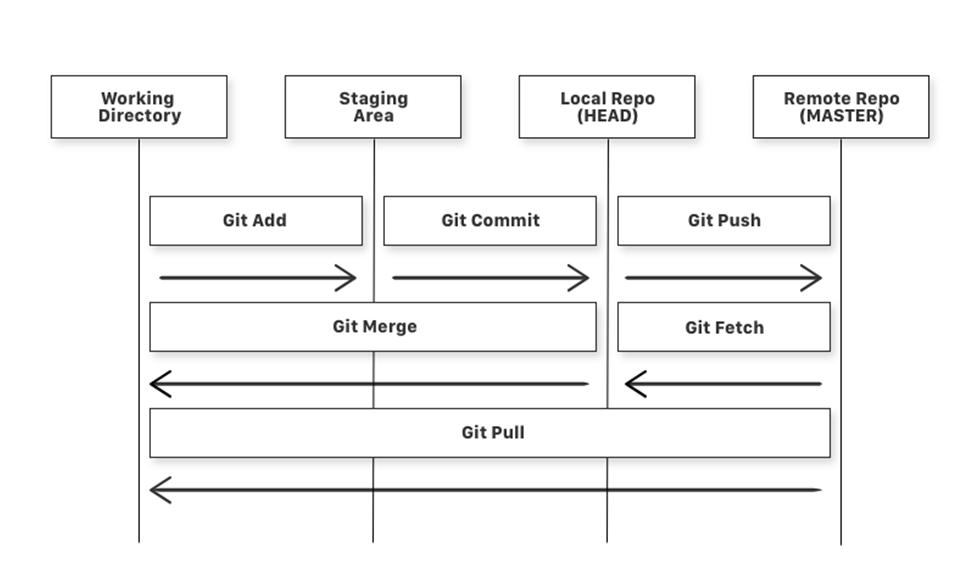 Working
Directory
Staging
Area
Local Repo
(HEAD)
Remote Repo
(MASTER)
Git Add
Git Commit
Git Push
Git Merge
Git Fetch
Git Pull